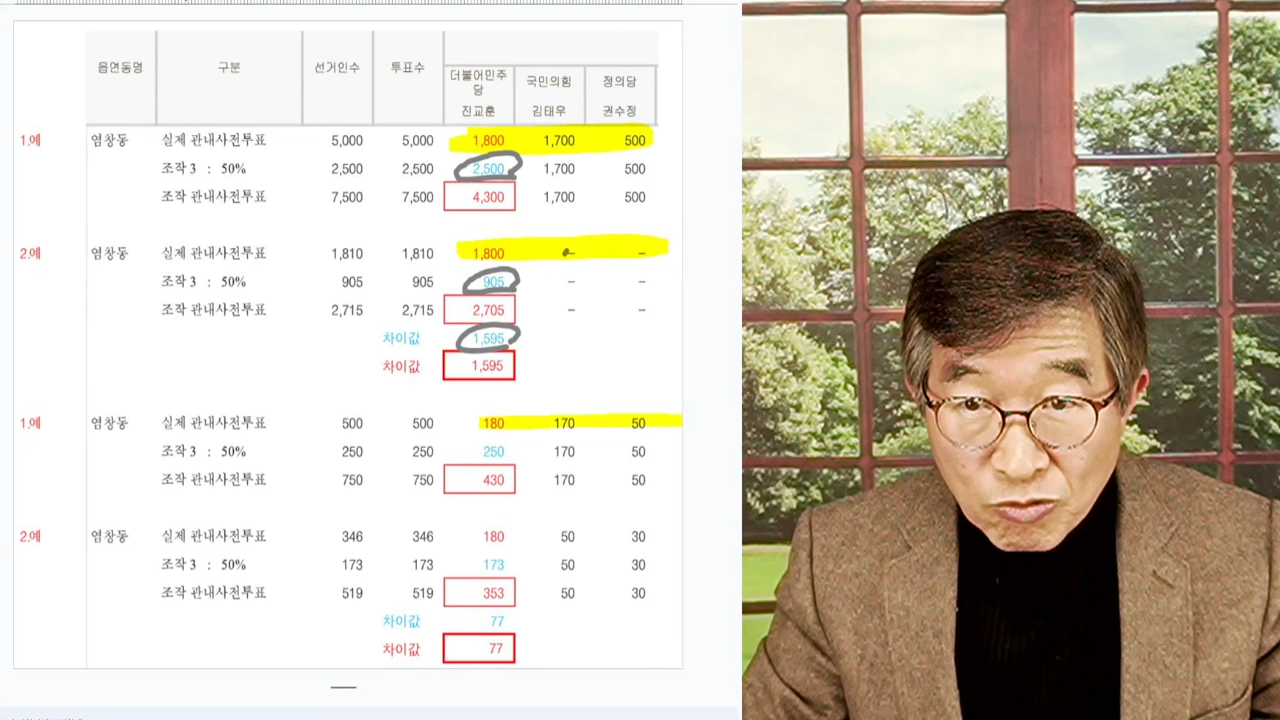 읍면동명 구분 선거인수 투표수 더불어민주당 국민의힘 정의당
진교훈 김태우 권수정
1.예 염창동 실제 관내사전투표 5,000 5,000 1,800 1,700 500
조작 3 : 50% 2,500 2,500 2,500 1,700 500
조작 관내사전투표 7,500 7,500 4,300 1,700 500
2.예 염창동 실제 관내사전투표 1,810 1,810 1,800 – –
조작 3 : 50% 905 905 905 – –
조작 관내사전투표 2,715 2,715 2,705 – –
차이값 1,595
차이값 1,595
1.예 염창동 실제 관내사전투표 500 500 180 170 50
조작 3 : 50% 250 250 250 170 50
조작 관내사전투표 750 750 430 170 50
2.예 염창동 실제 관내사전투표 346 346 180 50 30
조작 3 : 50% 173 173 173 50 30
조작 관내사전투표 519 519 353 50 30
차이값 77
차이값 77